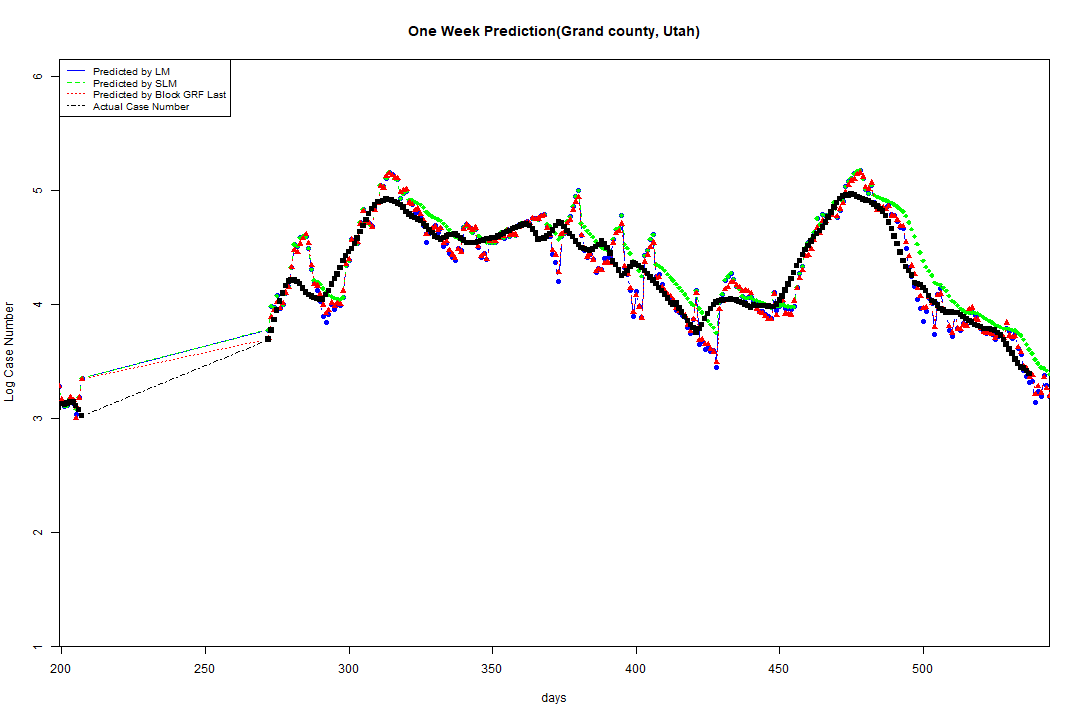 One Week Prediction(Grand county, Utah)
Predicted by LM
Predicted by SLM
Predicted by Block GRF Last
Actual Case Number
6
5
4
3
2
1
Log Case Number
200 250 300 350 400 450 500
days